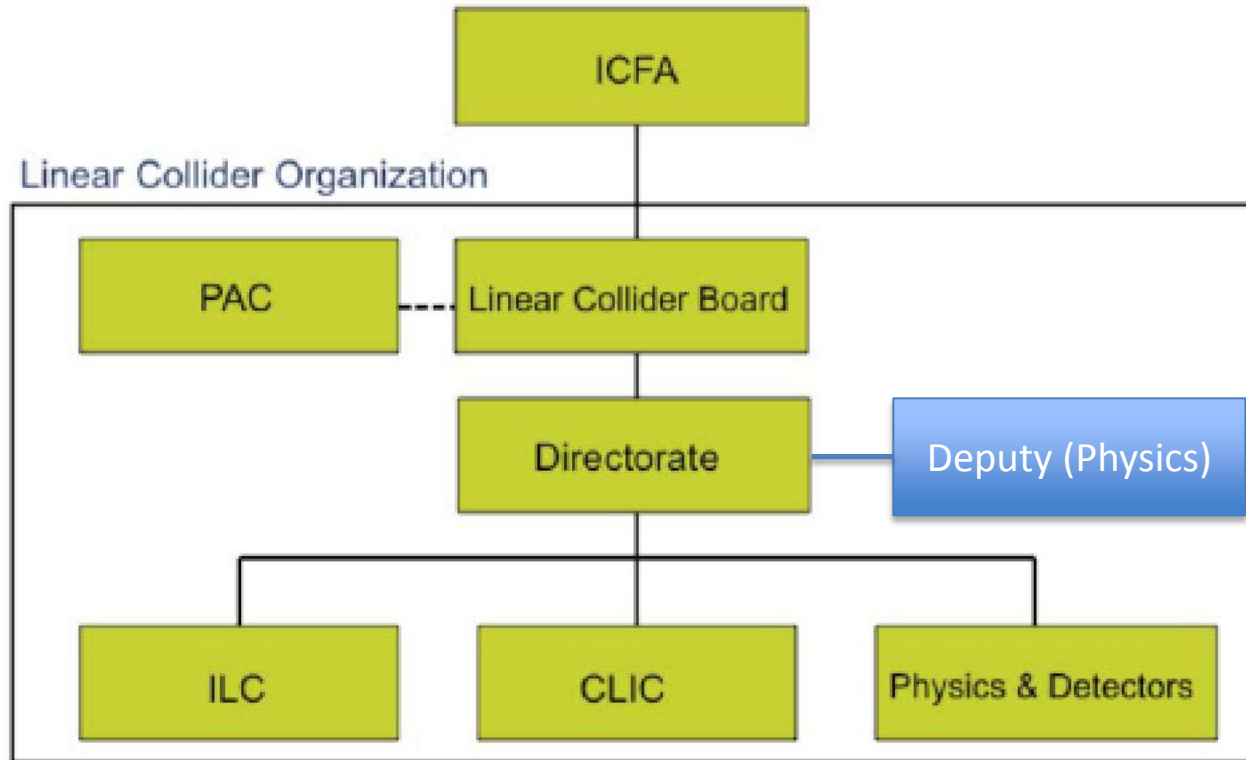 ICFA
Linear Collider Organization
PAC
Linear Collider Board
Directorate
Deputy (Physics)
ILC
CLIC
Physics & Detectors